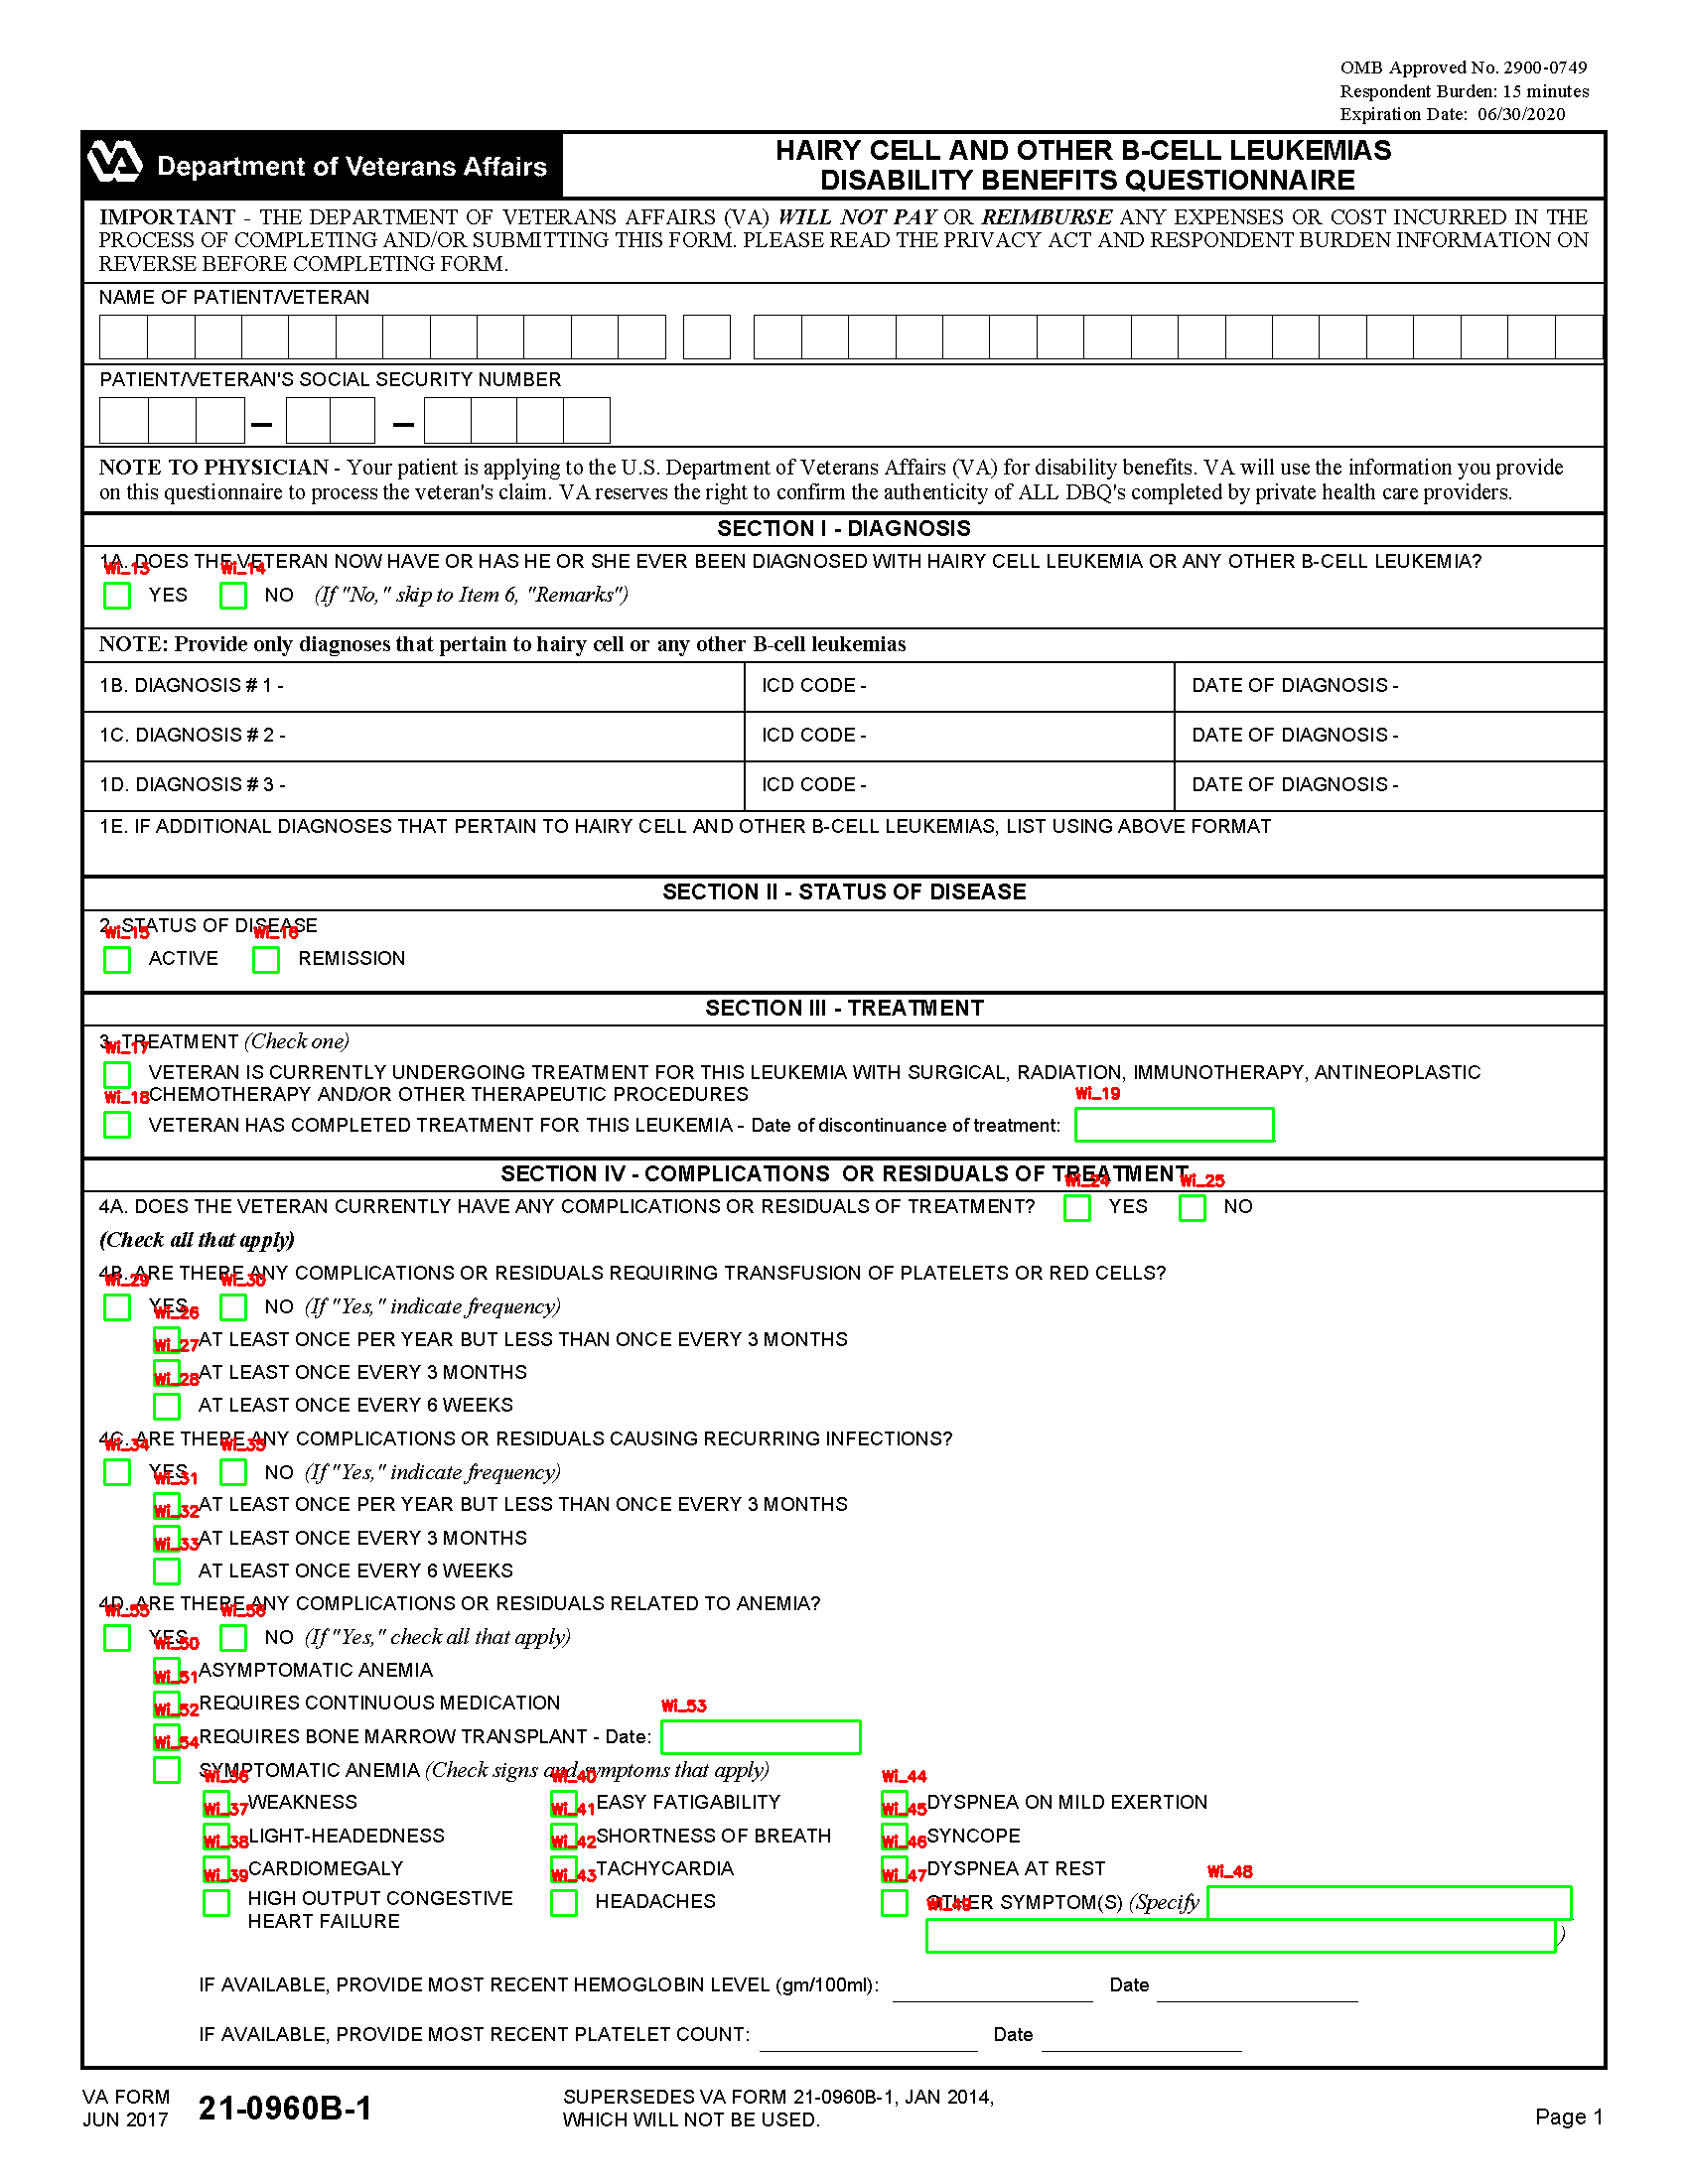 OMB Approved No. 2900-0749
Respondent Burden: 15 minutes
Expiration Date: 06/30/2020
VA Department of Veterans Affairs
HAIRY CELL AND OTHER B-CELL LEUKEMIAS
DISABILITY BENEFITS QUESTIONNAIRE
IMPORTANT - THE DEPARTMENT OF VETERANS AFFAIRS (VA) WILL NOT PAY OR REIMBURSE ANY EXPENSES OR COST INCURRED IN THE
PROCESS OF COMPLETING AND/OR SUBMITTING THIS FORM. PLEASE READ THE PRIVACY ACT AND RESPONDENT BURDEN INFORMATION ON
REVERSE BEFORE COMPLETING FORM.
NAME OF PATIENT/VETERAN
PATIENT/VETERAN'S SOCIAL SECURITY NUMBER
NOTE TO PHYSICIAN - Your patient is applying to the U.S. Department of Veterans Affairs (VA) for disability benefits. VA will use the information you provide
on this questionnaire to process the veteran's claim. VA reserves the right to confirm the authenticity of ALL DBQ's completed by private health care providers.
SECTION I - DIAGNOSIS
1A. DOES THE VETERAN NOW HAVE OR HAS HE OR SHE EVER BEEN DIAGNOSED WITH HAIRY CELL LEUKEMIA OR ANY OTHER B-CELL LEUKEMIA?
Wi_13 Wi_14
YES NO (If "No," skip to Item 6, "Remarks")
NOTE: Provide only diagnoses that pertain to hairy cell or any other B-cell leukemias
1B. DIAGNOSIS # 1 - ICD CODE - DATE OF DIAGNOSIS -
1C. DIAGNOSIS # 2 - ICD CODE - DATE OF DIAGNOSIS -
1D. DIAGNOSIS # 3 - ICD CODE - DATE OF DIAGNOSIS -
1E. IF ADDITIONAL DIAGNOSES THAT PERTAIN TO HAIRY CELL AND OTHER B-CELL LEUKEMIAS, LIST USING ABOVE FORMAT
SECTION II - STATUS OF DISEASE
2. STATUS OF DISEASE
Wi_15 Wi_16
ACTIVE REMISSION
SECTION III - TREATMENT
3. TREATMENT (Check one)
Wi_17
VETERAN IS CURRENTLY UNDERGOING TREATMENT FOR THIS LEUKEMIA WITH SURGICAL, RADIATION, IMMUNOTHERAPY, ANTINEOPLASTIC
Wi_18 CHEMOTHERAPY AND/OR OTHER THERAPEUTIC PROCEDURES Wi_19
VETERAN HAS COMPLETED TREATMENT FOR THIS LEUKEMIA - Date of discontinuance of treatment:
SECTION IV - COMPLICATIONS OR RESIDUALS OF TREATMENT
Wi_24 Wi_25
4A. DOES THE VETERAN CURRENTLY HAVE ANY COMPLICATIONS OR RESIDUALS OF TREATMENT? YES NO
(Check all that apply)
4B. ARE THERE ANY COMPLICATIONS OR RESIDUALS REQUIRING TRANSFUSION OF PLATELETS OR RED CELLS?
Wi_29 Wi_30
YES NO (If "Yes," indicate frequency)
Wi_26
AT LEAST ONCE PER YEAR BUT LESS THAN ONCE EVERY 3 MONTHS
Wi_27
AT LEAST ONCE EVERY 3 MONTHS
Wi_28
AT LEAST ONCE EVERY 6 WEEKS
4C. ARE THERE ANY COMPLICATIONS OR RESIDUALS CAUSING RECURRING INFECTIONS?
Wi_34 Wi_35
YES NO (If "Yes," indicate frequency)
Wi_31
AT LEAST ONCE PER YEAR BUT LESS THAN ONCE EVERY 3 MONTHS
Wi_32
AT LEAST ONCE EVERY 3 MONTHS
Wi_33
AT LEAST ONCE EVERY 6 WEEKS
4D. ARE THERE ANY COMPLICATIONS OR RESIDUALS RELATED TO ANEMIA?
Wi_55 Wi_56
YES NO (If "Yes," check all that apply)
Wi_50
ASYMPTOMATIC ANEMIA
Wi_51
REQUIRES CONTINUOUS MEDICATION
Wi_52 Wi_53
REQUIRES BONE MARROW TRANSPLANT - Date:
Wi_54
SYMPTOMATIC ANEMIA (Check signs and symptoms that apply)
Wi_36 Wi_40 Wi_44
WEAKNESS EASY FATIGABILITY DYSPNEA ON MILD EXERTION
Wi_37 Wi_41 Wi_45
LIGHT-HEADEDNESS SHORTNESS OF BREATH SYNCOPE
Wi_38 Wi_42 Wi_46
CARDIOMEGALY TACHYCARDIA DYSPNEA AT REST
Wi_39 Wi_43 Wi_47 Wi_48
HIGH OUTPUT CONGESTIVE HEADACHES OTHER SYMPTOM(S) (Specify
HEART FAILURE Wi_49 )
IF AVAILABLE, PROVIDE MOST RECENT HEMOGLOBIN LEVEL (gm/100ml): Date
IF AVAILABLE, PROVIDE MOST RECENT PLATELET COUNT: Date
VA FORM
JUN 2017 21-0960B-1
SUPERSEDES VA FORM 21-0960B-1, JAN 2014,
WHICH WILL NOT BE USED.
Page 1